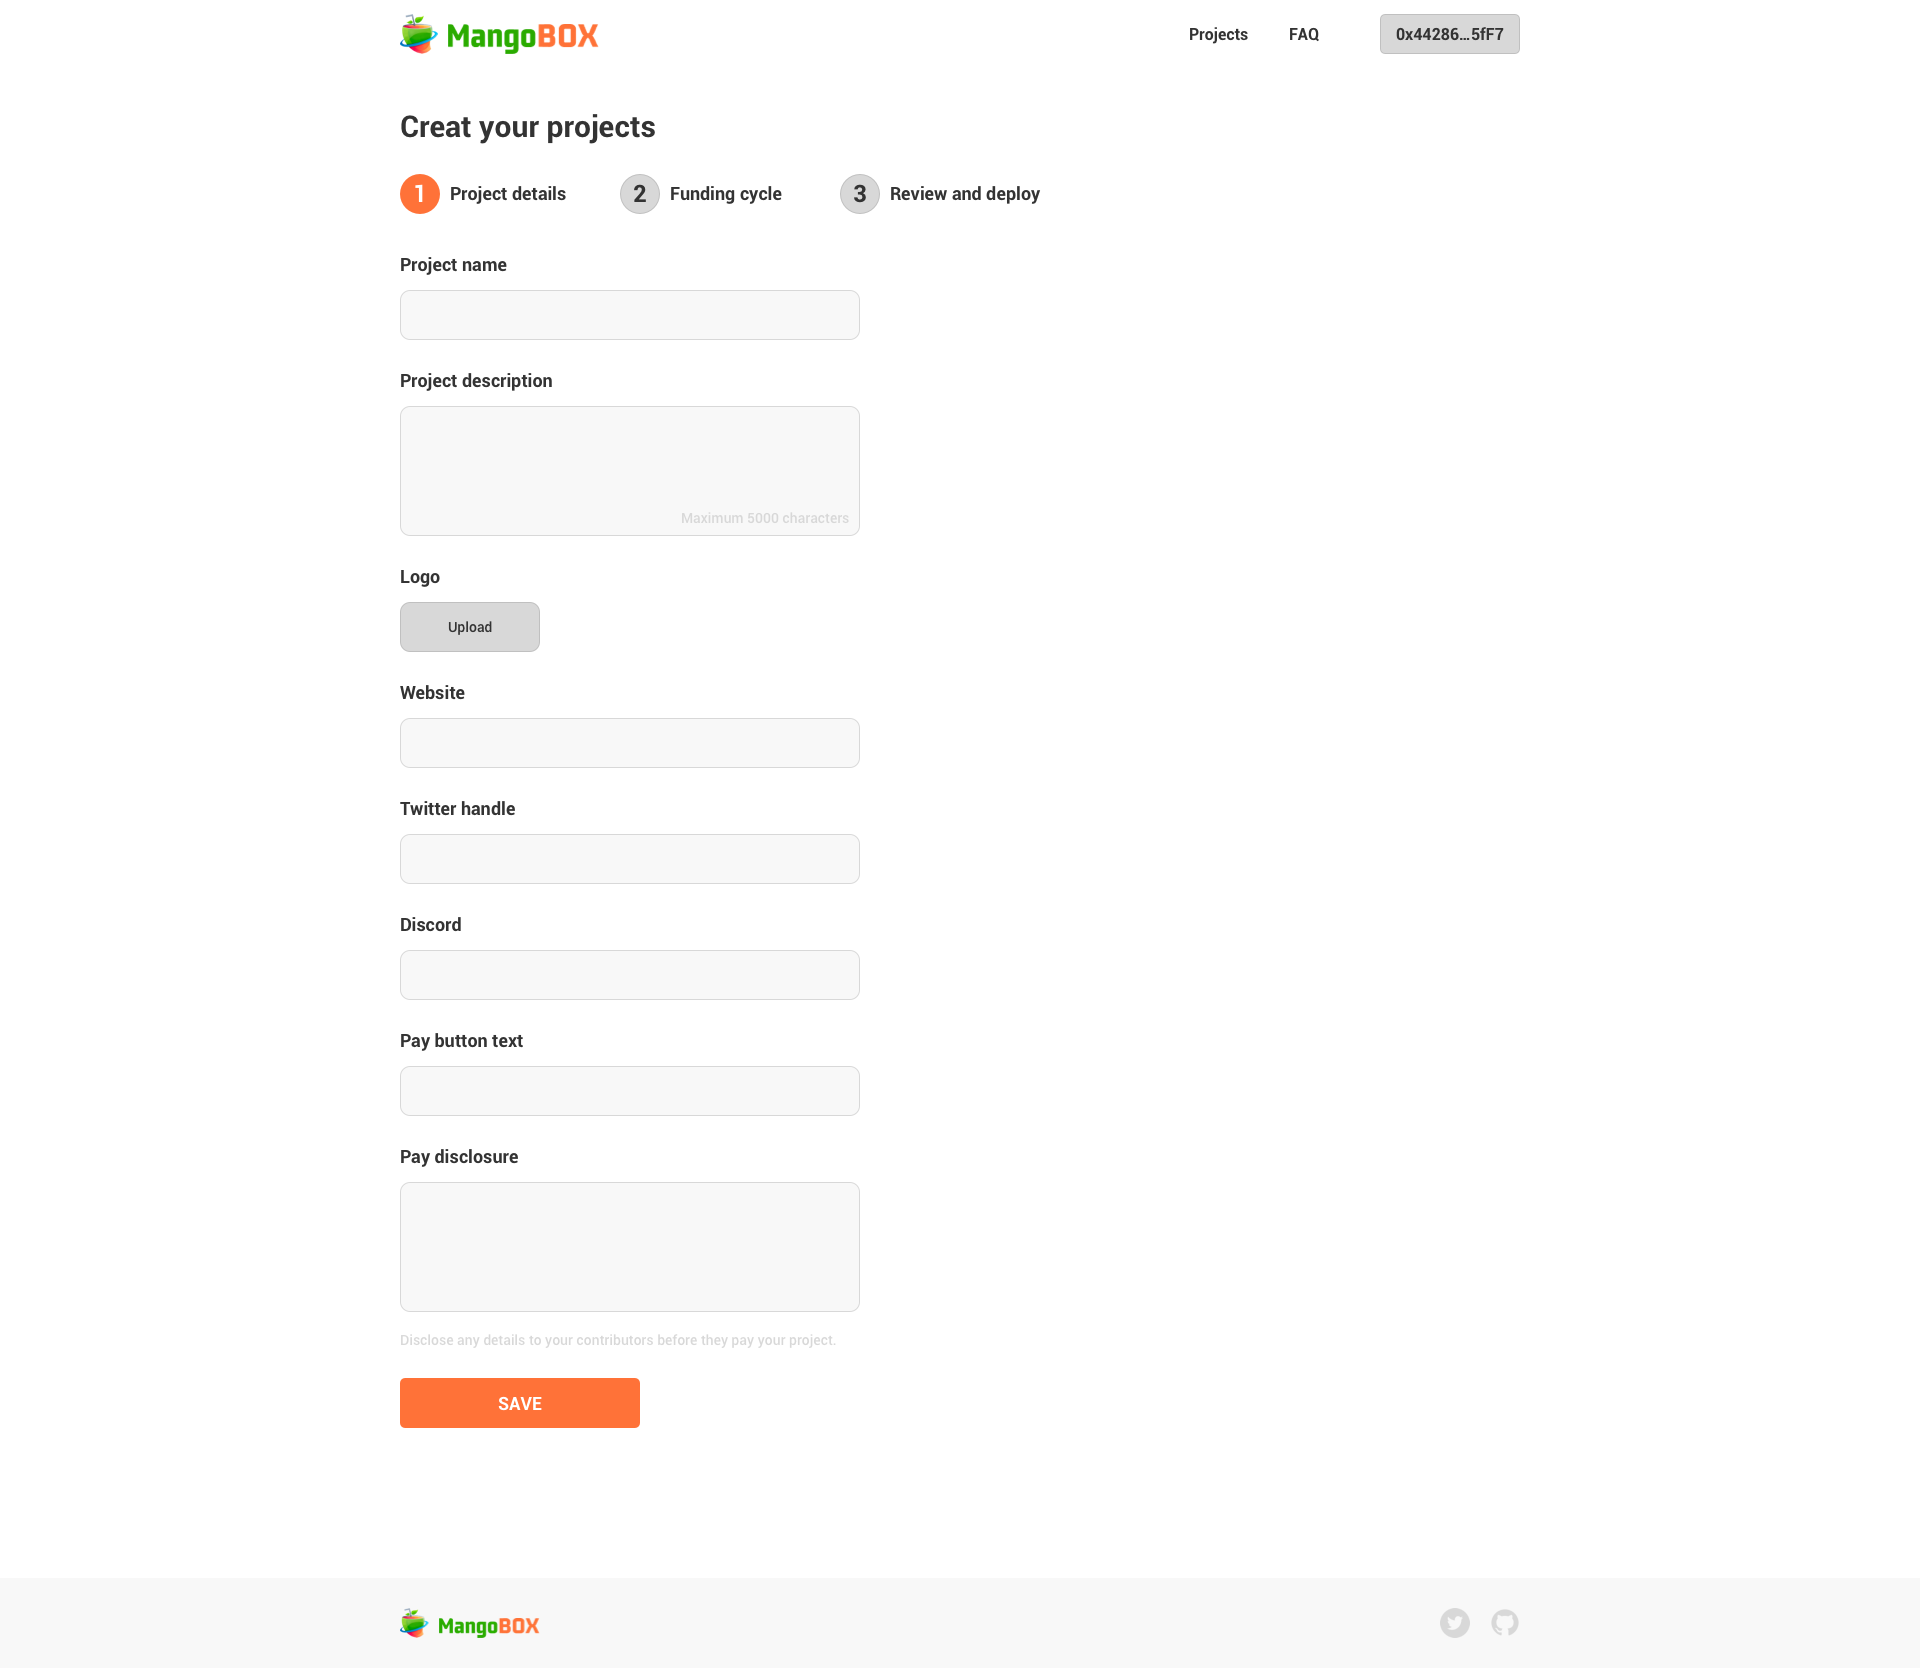 MangoBOX
Projects
FAQ
0x44286...5fF7
Creat your projects
1 Project details
2 Funding cycle
3 Review and deploy
Project name
Project description
Maximum 5000 characters
Logo
Upload
Website
Twitter handle
Discord
Pay button text
Pay disclosure
Disclose any details to your contributors before they pay your project.
SAVE
MangoBOX